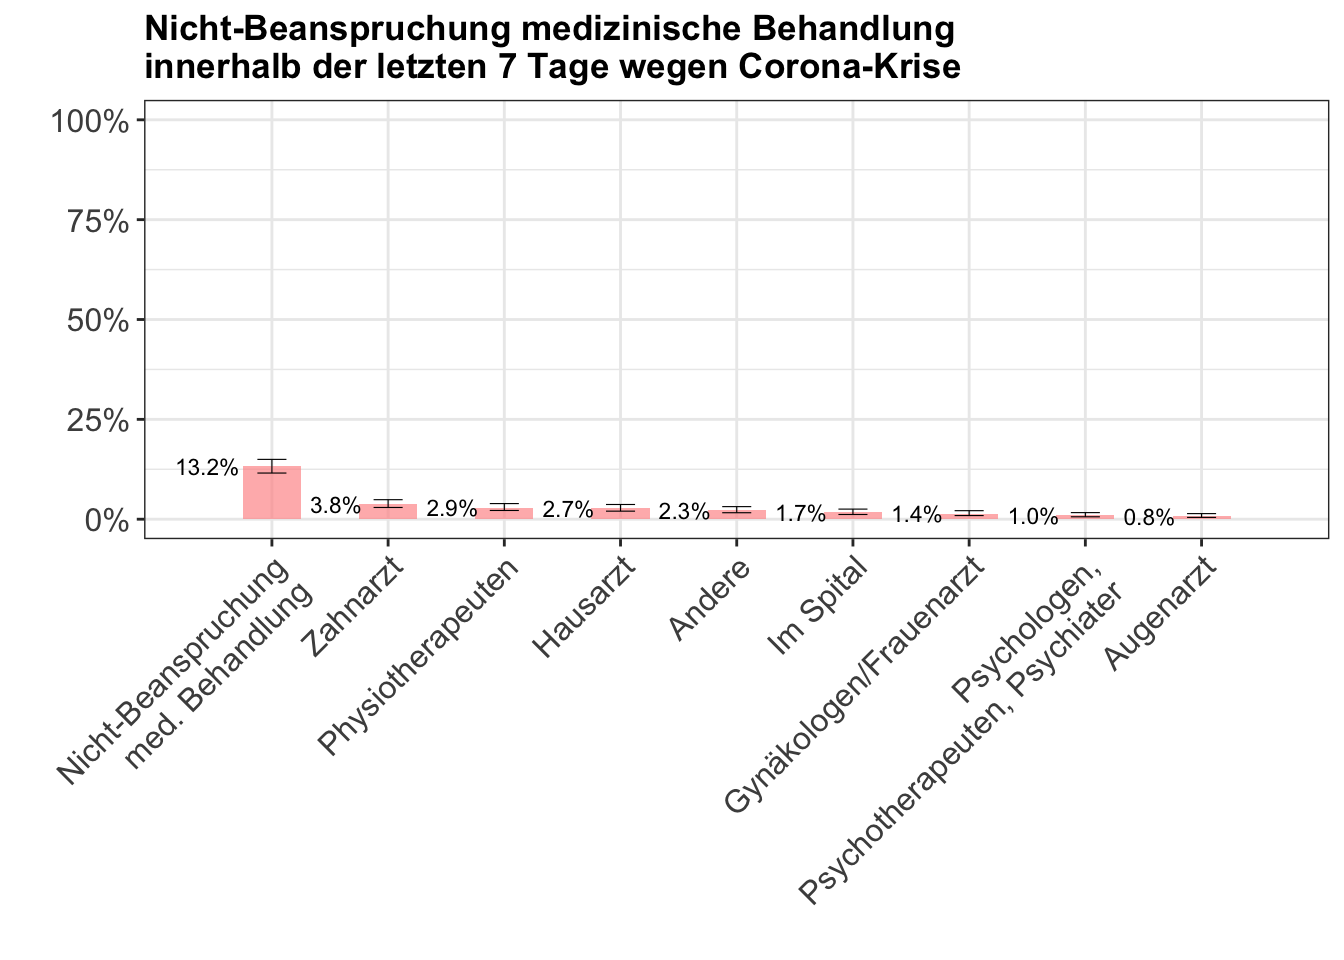 Nicht-Beanspruchung medizinische Behandlung
innerhalb der letzten 7 Tage wegen Corona-Krise
100%
75%
50%
25%
0%
13.2%
3.8%
2.9%
2.7%
2.3%
1.7%
1.4%
1.0%
0.8%
Nicht-Beanspruchung
med. Behandlung
Zahnarzt
Physiotherapeuten
Hausarzt
Andere
Im Spital
Gynäkologen/Frauenarzt
Psychologen,
Psychotherapeuten, Psychiater
Augenarzt